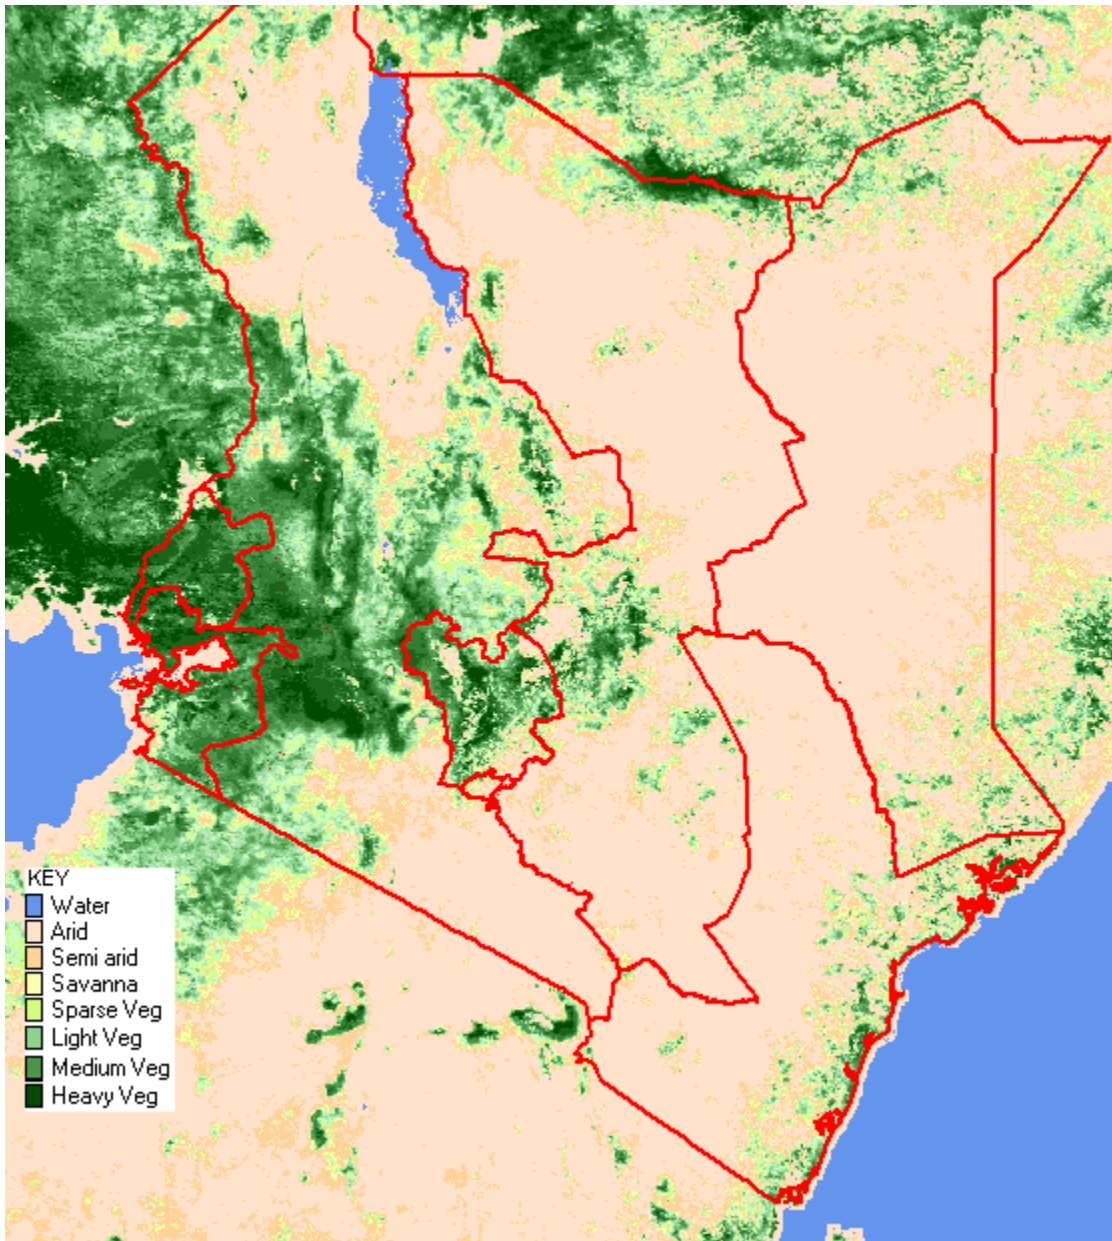 KEY
Water
Arid
Semi arid
Savanna
Sparse Veg
Light Veg
Medium Veg
Heavy Veg